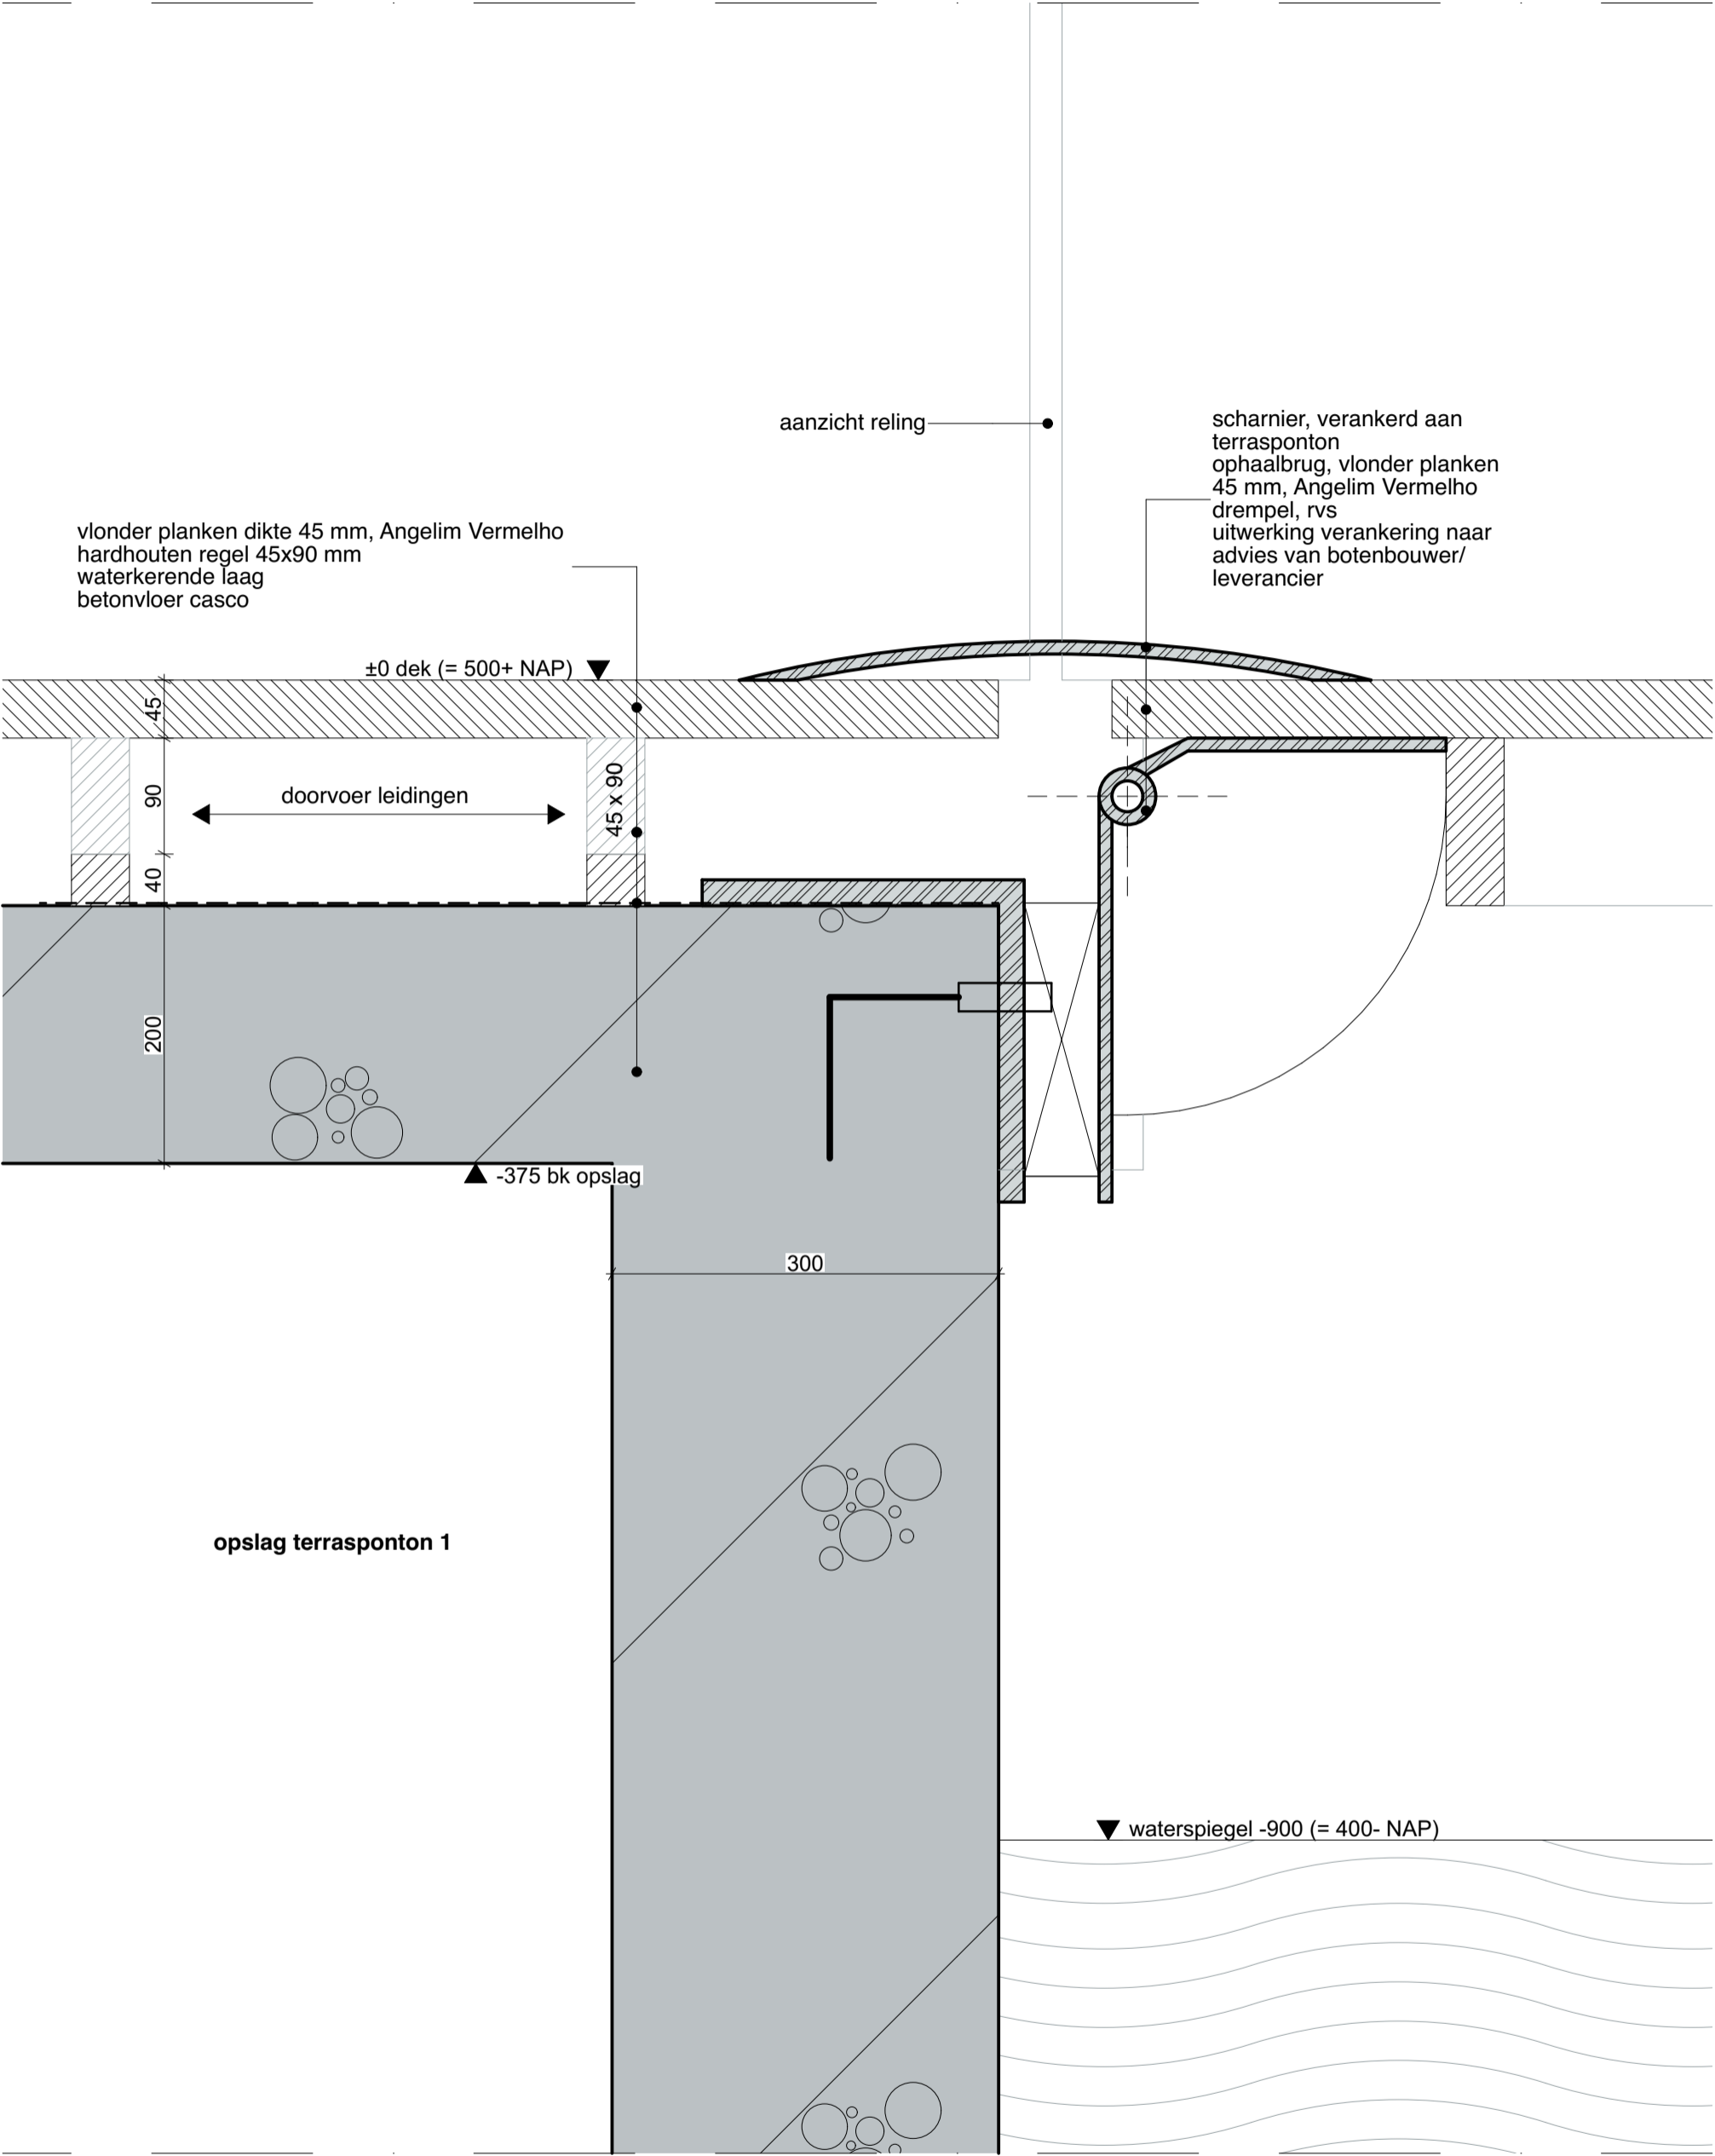 aanzicht reling
scharnier, verankerd aan
terrasponton
ophaalbrug, vlonder planken
45 mm, Angelim Vermelho
drempel, rvs
uitwerking verankering naar
advies van botenbouwer/
leverancier
vlonder planken dikte 45 mm, Angelim Vermelho
hardhouten regel 45x90 mm
waterkerende laag
betonvloer casco
±0 dek (= 500+ NAP)
45
90
doorvoer leidingen
45 x 90
40
200
-375 bk opslag
300
opslag terrasponton 1
waterspiegel -900 (= 400- NAP)